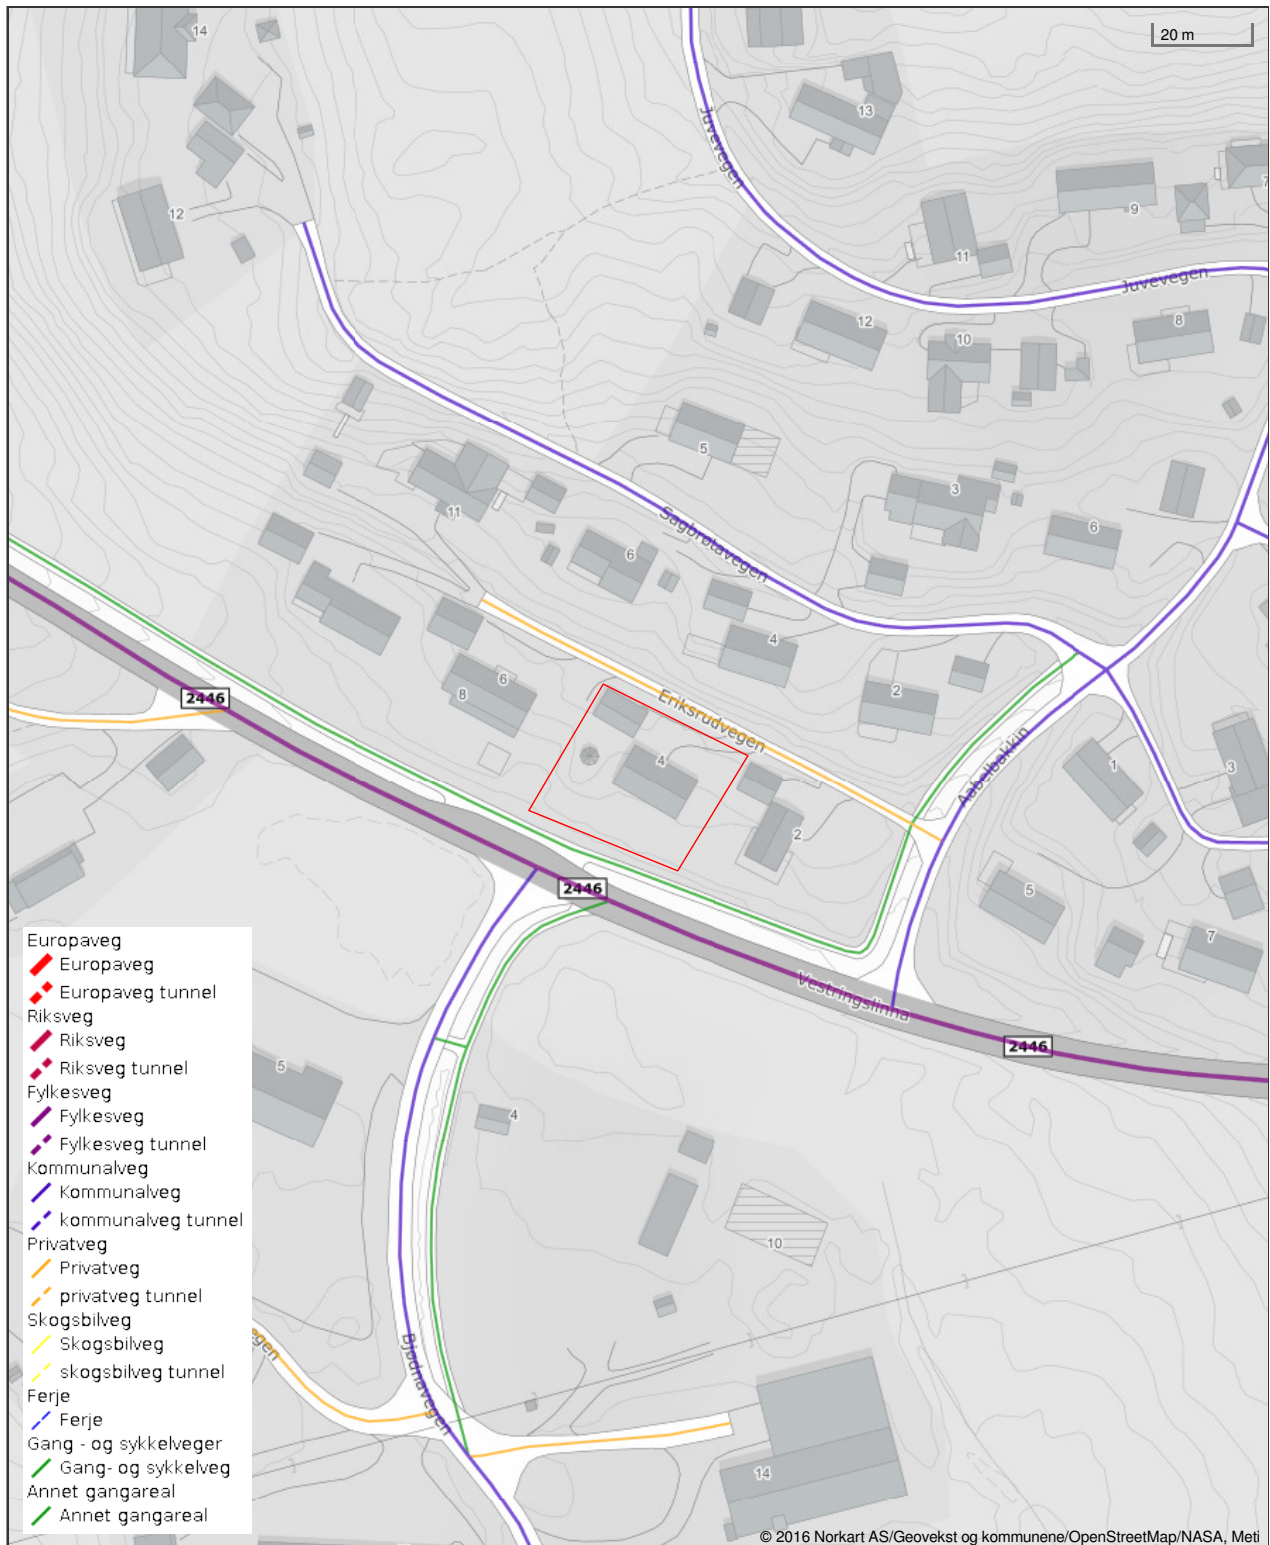 14
20 m
13
Juvevegen
12
9
7
11
Juvevegen
12
8
10
5
3
11
6
6
Sagbrøtavegen
4
2
6
8
2446
Eriksrudvegen
4
Aabelbakkin
1
3
2
5
2446
7
Vestringslinna
2446
Europaveg
Europaveg
Europaveg tunnel
Riksveg
Riksveg
Riksveg tunnel
Fylkesveg
Fylkesveg
Fylkesveg tunnel
Kommunalveg
Kommunalveg
kommunalveg tunnel
Privatveg
Privatveg
privatveg tunnel
Skogsbilveg
Skogsbilveg
skogsbilveg tunnel
Ferje
Ferje
Gang - og sykkelveger
Gang- og sykkelveg
Annet gangareal
Annet gangareal
5
4
10
egen
Bjødnavegen
14
© 2016 Norkart AS/Geovekst og kommunene/OpenStreetMap/NASA, Meti